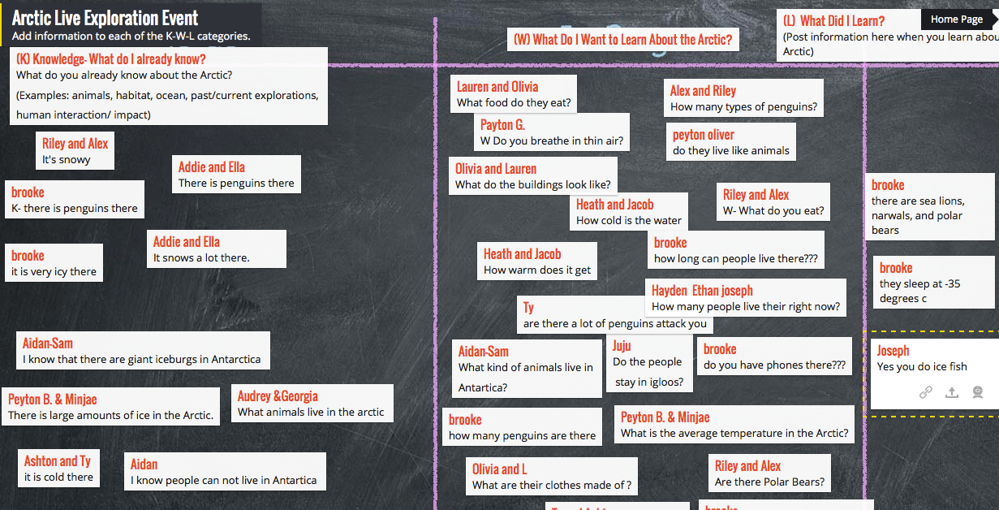 Arctic Live Exploration Event
Add information to each of the K-W-L categories.
(K) Knowledge- What do I already know?
What do you already know about the Arctic?
(Examples: animals, habitat, ocean, past/current explorations,
human interaction/ impact)
Riley and Alex
It's snowy
Addie and Ella
There is penguins there
brooke
K- there is penguins there
Addie and Ella
It snows a lot there.
brooke
it is very icy there
Aidan-Sam
I know that there are giant iceburgs in Antarctica
Peyton B. & Minjae
There is large amounts of ice in the Arctic.
Audrey &Georgia
What animals live in the arctic
Ashton and Ty
it is cold there
Aidan
I know people can not live in Antartica
(W) What Do I Want to Learn About the Arctic?
Lauren and Olivia
What food do they eat?
Alex and Riley
How many types of penguins?
Payton G.
W Do you breathe in thin air?
peyton oliver
do they live like animals
Olivia and Lauren
What do the buildings look like?
Heath and Jacob
How cold is the water
Riley and Alex
W- What do you eat?
Heath and Jacob
How warm does it get
brooke
how long can people live there???
Hayden Ethan joseph
How many people live their right now?
Ty
are there a lot of penguins attack you
Aidan-Sam
What kind of animals live in
Antartica?
Juju
Do the people
stay in igloos?
brooke
do you have phones there???
brooke
how many penguins are there
Peyton B. & Minjae
What is the average temperature in the Arctic?
Olivia and L
What are their clothes made of ?
Riley and Alex
Are there Polar Bears?
brooke
(L) What Did I Learn?
(Post information here when you learn abou
Arctic)
Home Page
brooke
there are sea lions,
narwals, and polar
bears
brooke
they sleep at -35
degrees c
Joseph
Yes you do ice fish